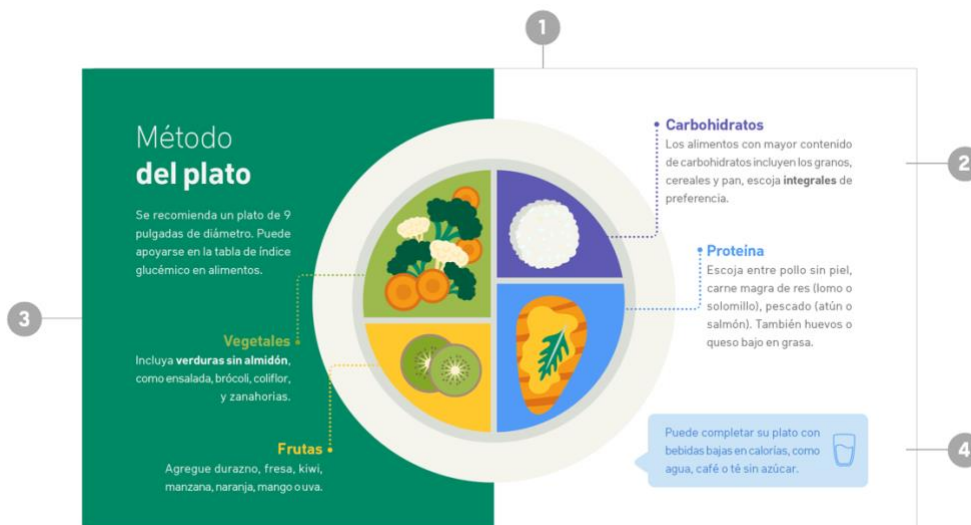 1
Método
del plato
Se recomienda un plato de 9
pulgadas de diámetro. Puede
apoyarse en la tabla de índice
glucémico en alimentos.
3
Vegetales
Incluya verduras sin almidón,
como ensalada, brócoli, coliflor,
y zanahorias.
Frutas
Agregue durazno, fresa, kiwi,
manzana, naranja, mango o uva.
Carbohidratos
Los alimentos con mayor contenido
de carbohidratos incluyen los granos,
cereales y pan, escoja integrales de
preferencia.
2
Proteína
Escoja entre pollo sin piel,
carne magra de res (lomo o
solomillo), pescado (atún o
salmón). También huevos o
queso bajo en grasa.
Puede completar su plato con
bebidas bajas en calorías, como
agua, café o té sin azúcar.
4